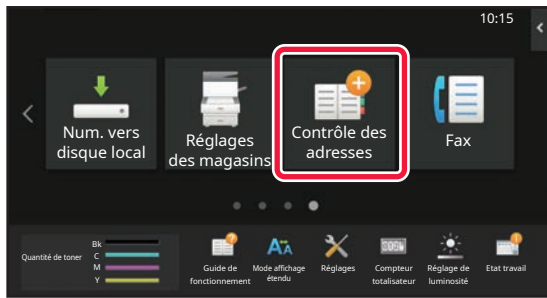 10:15
Num. vers
disque local
Réglages
des magasins
Contrôle des
adresses
Fax
Quantité de toner
Bk
C
M
Y
Guide de
fonctionnement
Mode affichage
étendu
Réglages
Compteur
totalisateur
Réglage de
luminosité
Etat travail